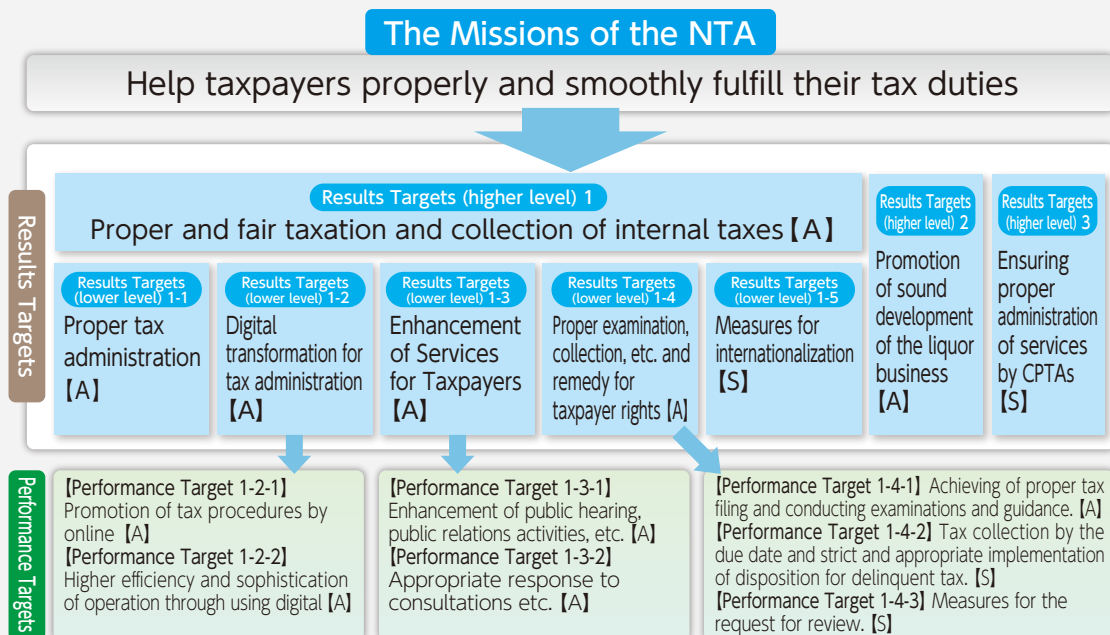 The Missions of the NTA
Help taxpayers properly and smoothly fulfill their tax duties
Results Targets
Results Targets (higher level) 1
Proper and fair taxation and collection of internal taxes【A】
Results Targets
(lower level) 1-1
Proper tax
administration
【A】
Results Targets
(lower level) 1-2
Digital
transformation for
tax administration
【A】
Results Targets
(lower level) 1-3
Enhancement
of Services
for Taxpayers
【A】
Results Targets
(lower level) 1-4
Proper examination,
collection, etc. and
remedy for
taxpayer rights【A】
Results Targets
(lower level) 1-5
Measures for
internationalization
【S】
Results Targets
(higher level) 2
Promotion
of sound
development
of the liquor
business
【A】
Results Targets
(higher level) 3
Ensuring
proper
administration
of services
by CPTAs
【S】
Performance Targets
【Performance Target 1-2-1】
Promotion of tax procedures by
online【A】
【Performance Target 1-2-2】
Higher efficiency and sophistication
of operation through using digital【A】
【Performance Target 1-3-1】
Enhancement of public hearing,
public relations activities, etc.【A】
【Performance Target 1-3-2】
Appropriate response to
consultations etc.【A】
【Performance Target 1-4-1】Achieving of proper tax
filing and conducting examinations and guidance.【A】
【Performance Target 1-4-2】Tax collection by the
due date and strict and appropriate implementation
of disposition for delinquent tax.【S】
【Performance Target 1-4-3】Measures for the
request for review.【S】